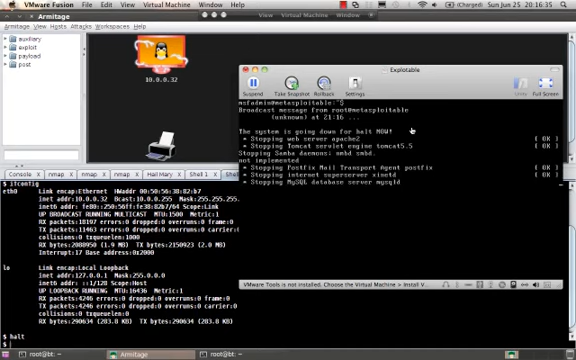 VMware Fusion File Edit View Virtual Machine Window Help (Charged) Sun Jun 25 20:16:35
Armitage
View Virtual Machine Window
Armitage View Hosts Attacks Workspaces Help
auxiliary
exploit
payload
post
10.0.0.32
Explotable
Suspend Take Snapshot Rollback Settings Unity Full Screen
msfadmin@metasploitable:~$
Broadcast message from root@metasploitable
(unknown) at 21:16 ...
The system is going down for halt NOW!
* Stopping web server apache2 [ OK ]
* Stopping Tomcat servlet engine tomcat5.5 [ OK ]
Stopping Samba daemons: nmbd smbd.
not implemented
* Stopping Postfix Mail Transport Agent postfix [ OK ]
* Stopping internet superserver xinetd [ OK ]
* Stopping MySQL database server mysqld
VMware Tools is not installed. Choose the Virtual Machine > Install V...
Console X nmap X nmap X Hail Mary X Shell 1 X Shell
$ ifconfig
eth0 Link encap:Ethernet HWaddr 00:50:56:38:82:b7
inet addr:10.0.0.32 Bcast:10.0.0.255 Mask:255.255.255.
inet6 addr: fe80::250:56ff:fe38:82b7/64 Scope:Link
UP BROADCAST RUNNING MULTICAST MTU:1500 Metric:1
RX packets:18197 errors:0 dropped:0 overruns:0 frame:0
TX packets:11643 errors:0 dropped:0 overruns:0 carrier:
collisions:0 txqueuelen:1000
RX bytes:2088950 (1.9 MB) TX bytes:2150923 (2.0 MB)
Interrupt:17 Base address:0x2000
lo Link encap:Local Loopback
inet addr:127.0.0.1 Mask:255.0.0.0
inet6 addr: ::1/128 Scope:Host
UP LOOPBACK RUNNING MTU:16436 Metric:1
RX packets:4246 errors:0 dropped:0 overruns:0 frame:0
TX packets:4246 errors:0 dropped:0 overruns:0 carrier:0
collisions:0 txqueuelen:0
RX bytes:290634 (283.8 KB) TX bytes:290634 (283.8 KB)
$ halt
$
root@bt: ~ Armitage root@bt: ~